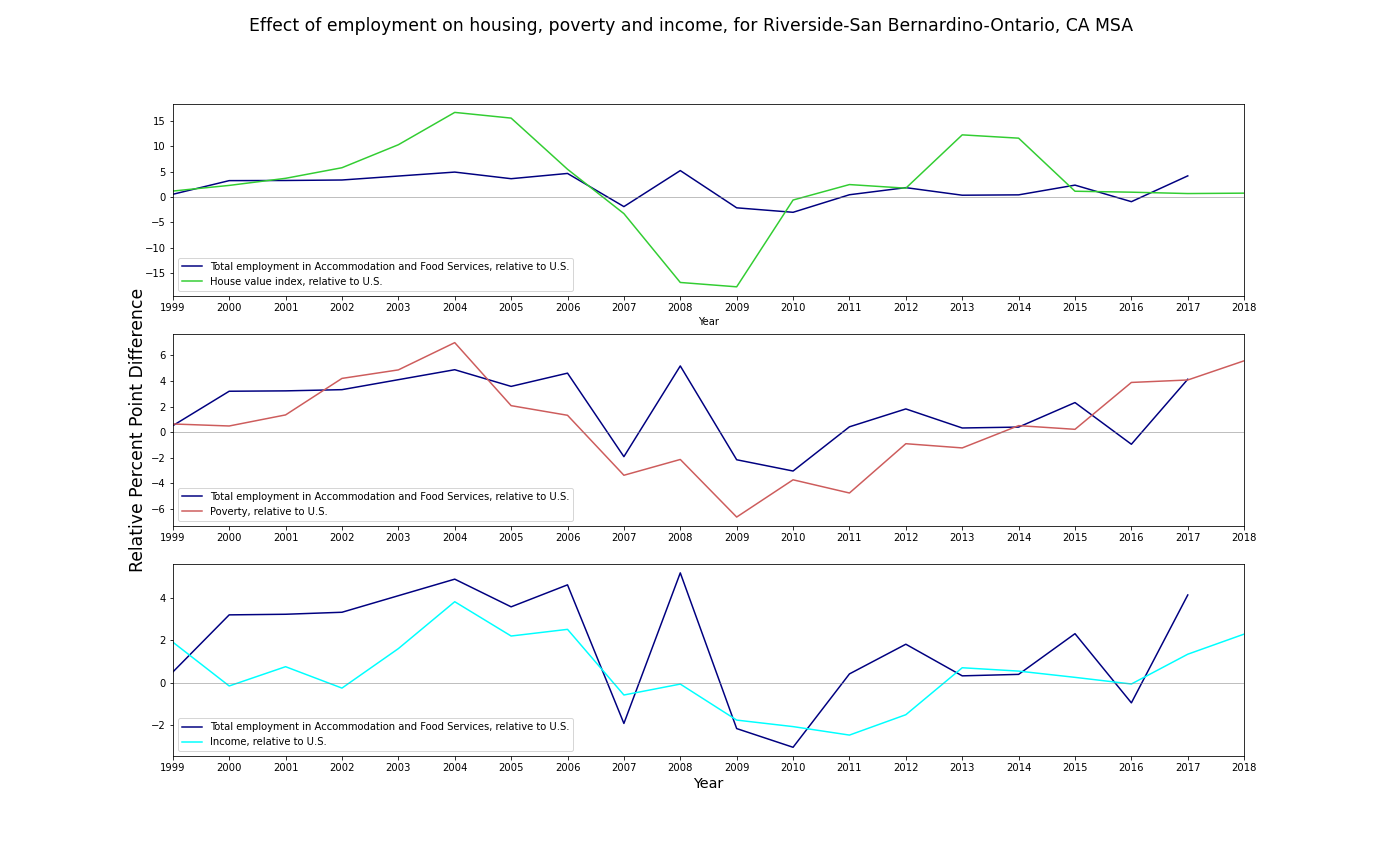 Effect of employment on housing, poverty and income, for Riverside-San Bernardino-Ontario, CA MSA
Relative Percent Point Difference
15
10
5
0
−5
−10
−15
Total employment in Accommodation and Food Services, relative to U.S.
House value index, relative to U.S.
1999 2000 2001 2002 2003 2004 2005 2006 2007 2008 2009 2010 2011 2012 2013 2014 2015 2016 2017 2018
Year
6
4
2
0
−2
−4
−6
Total employment in Accommodation and Food Services, relative to U.S.
Poverty, relative to U.S.
1999 2000 2001 2002 2003 2004 2005 2006 2007 2008 2009 2010 2011 2012 2013 2014 2015 2016 2017 2018
4
2
0
−2
Total employment in Accommodation and Food Services, relative to U.S.
Income, relative to U.S.
1999 2000 2001 2002 2003 2004 2005 2006 2007 2008 2009 2010 2011 2012 2013 2014 2015 2016 2017 2018
Year